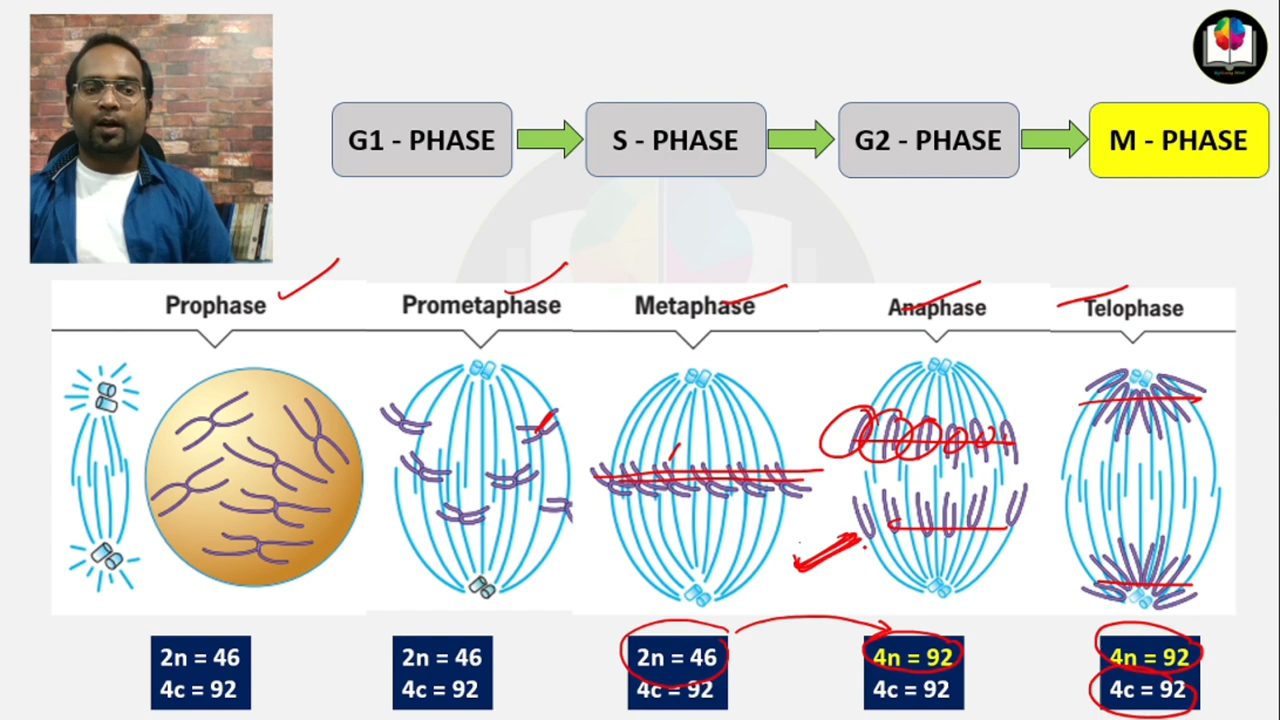 G1 - PHASE
S - PHASE
G2 - PHASE
M - PHASE
Prophase
Prometaphase
Metaphase
Anaphase
Telophase
2n = 46
4c = 92
2n = 46
4c = 92
2n = 46
4c = 92
4n = 92
4c = 92
4n = 92
4c = 92